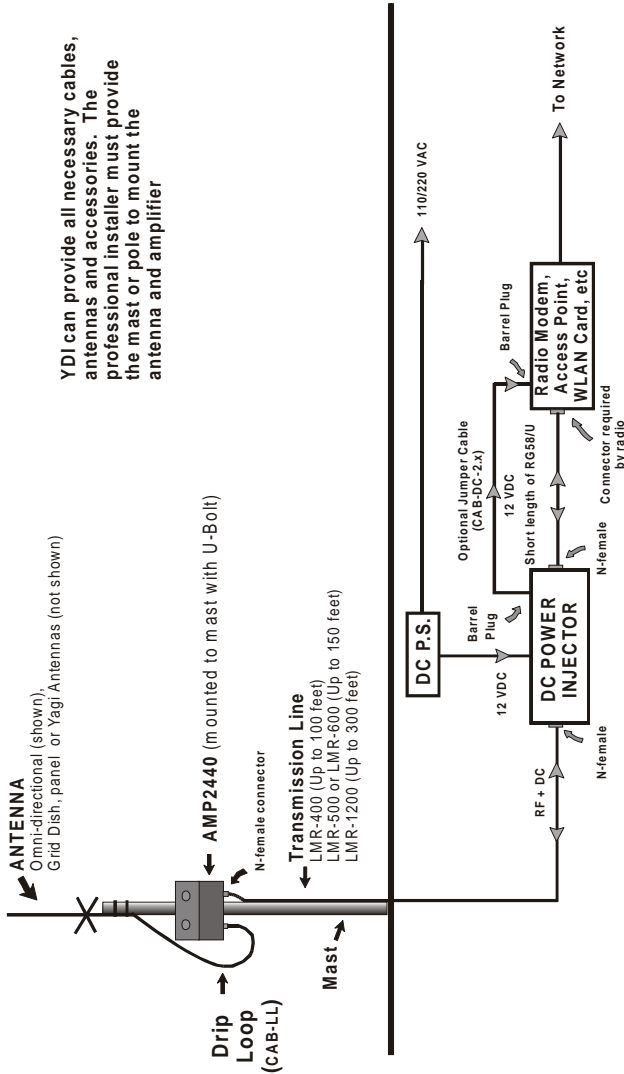 ANTENNA
Omni-directional (shown),
Grid Dish, panel or Yagi Antennas (not shown)
YDI can provide all necessary cables,
antennas and accessories. The
professional installer must provide
the mast or pole to mount the
antenna and amplifier
AMP2440 (mounted to mast with U-Bolt)
N-female connector
Drip
Loop
(CAB-LL)
Transmission Line
LMR-400 (Up to 100 feet)
LMR-500 or LMR-600 (Up to 150 feet)
LMR-1200 (Up to 300 feet)
Mast
DC P.S.
110/220 VAC
12 VDC
Barrel
Plug
Optional Jumper Cable
(CAB-DC-2.x)
12 VDC
Barrel Plug
RF + DC
N-female
DC POWER
INJECTOR
N-female
Short length of RG58/U
Connector required
by radio
Radio Modem,
Access Point,
WLAN Card, etc
To Network